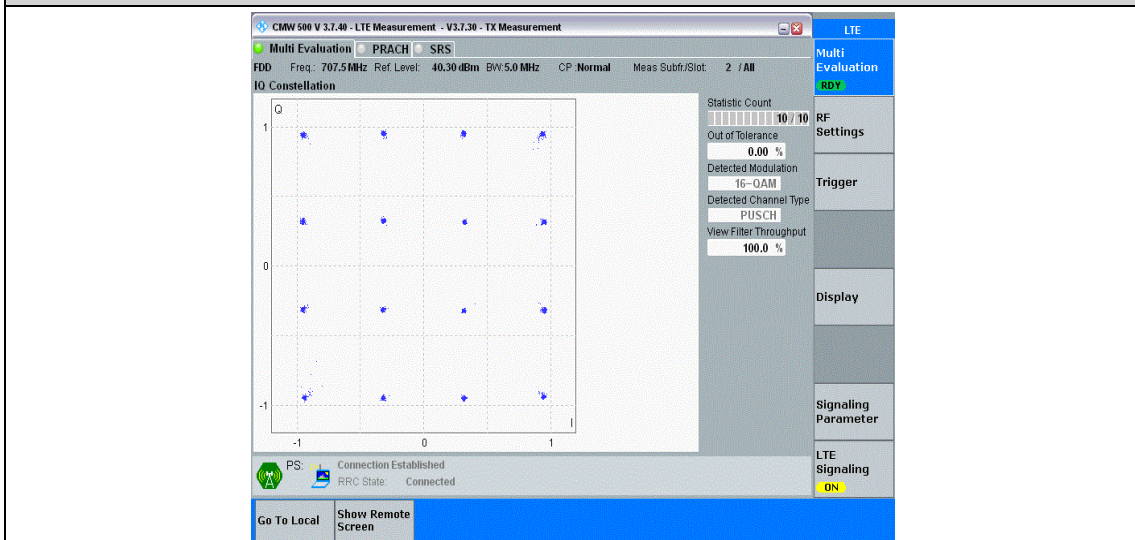 CMW 500 V 3.7.40 - LTE Measurement - V3.7.30 - TX Measurement
LTE
Multi Evaluation PRACH SRS
FDD Freq.: 707.5 MHz Ref. Level: 40.30 dBm BW: 5.0 MHz CP : Normal Meas Subfr./Slot: 2 / All
IQ Constellation
Q
1
0
-1
-1 0 1
I
Statistic Count
10 / 10
Out of Tolerance
0.00 %
Detected Modulation
16-QAM
Detected Channel Type
PUSCH
View Filter Throughput
100.0 %
Multi
Evaluation
RDY
RF
Settings
Trigger
Display
Signaling
Parameter
LTE
Signaling
ON
PS: Connection Established
RRC State: Connected
Go To Local
Show Remote
Screen